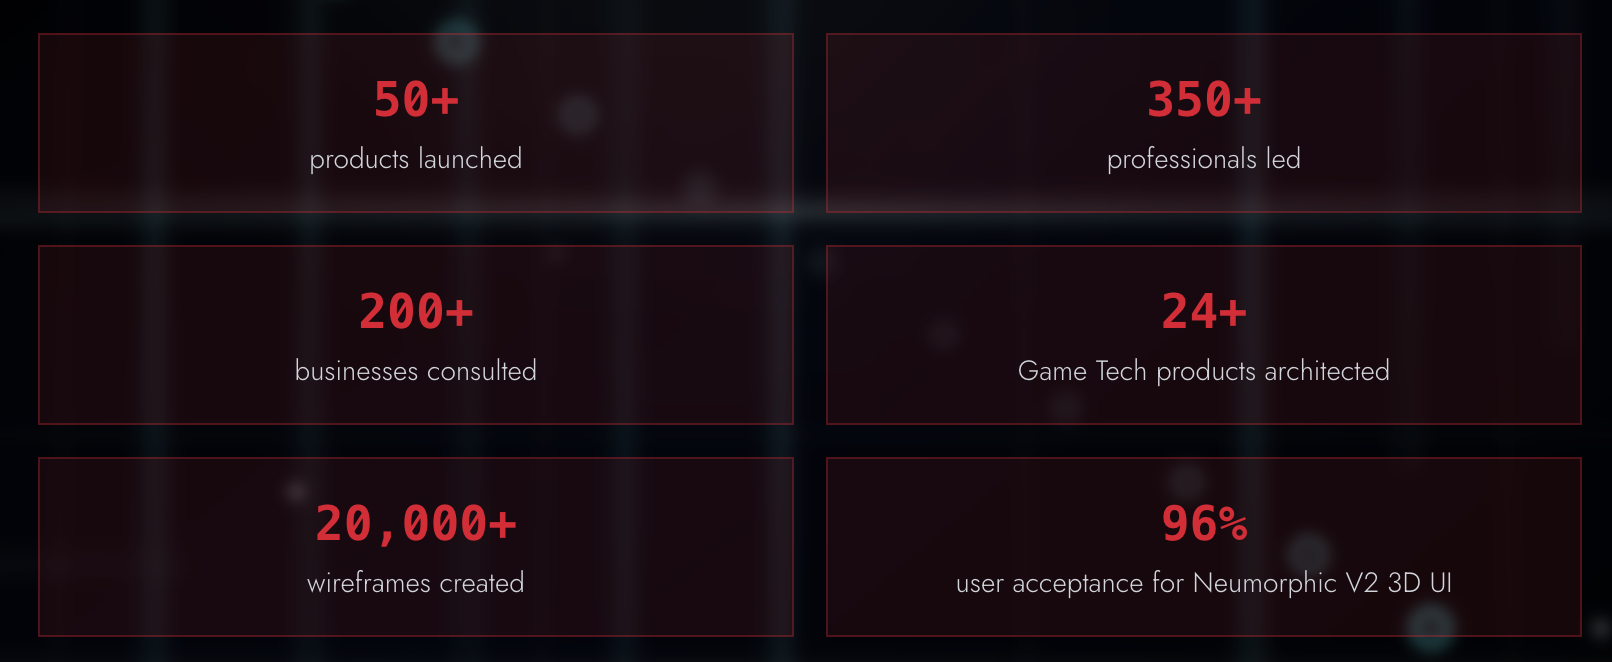 50+
products launched
350+
professionals led
200+
businesses consulted
24+
Game Tech products architected
20,000+
wireframes created
96%
user acceptance for Neumorphic V2 3D UI